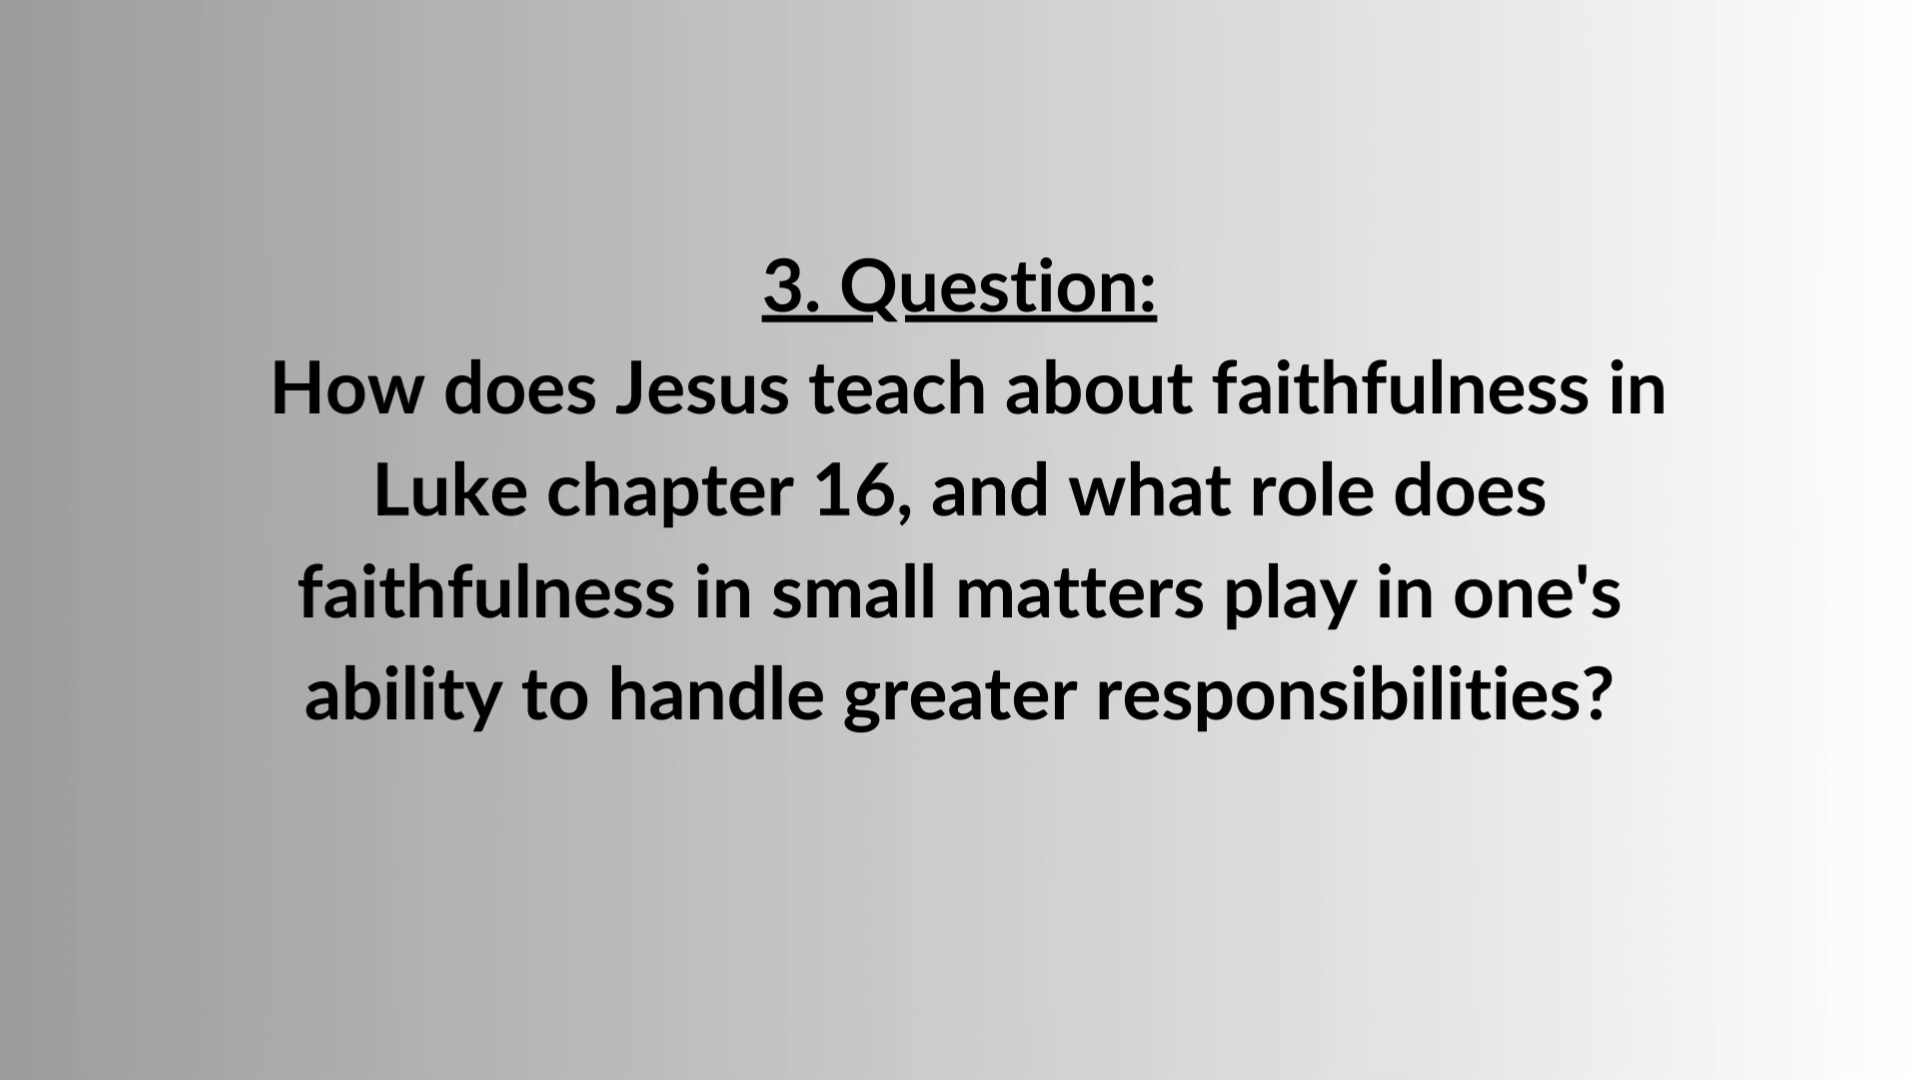 3. Question:
How does Jesus teach about faithfulness in
Luke chapter 16, and what role does
faithfulness in small matters play in one's
ability to handle greater responsibilities?